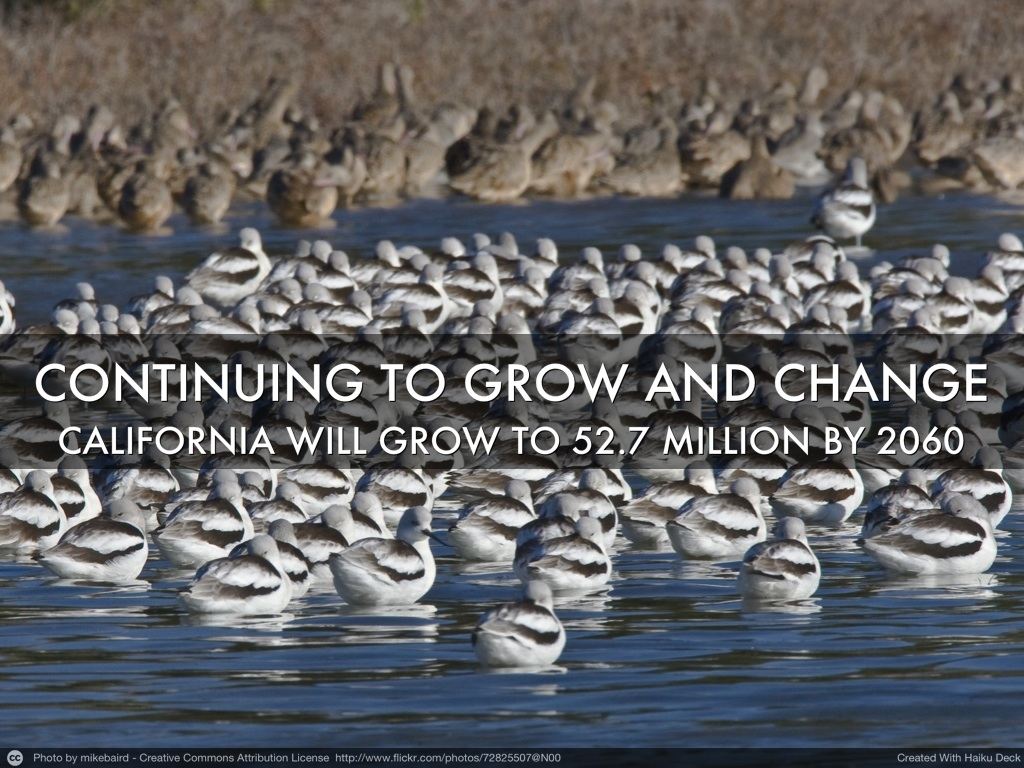 CONTINUING TO GROW AND CHANGE
CALIFORNIA WILL GROW TO 52.7 MILLION BY 2060
cc Photo by mikebaird - Creative Commons Attribution License http://www.flickr.com/photos/72825507@N00 Created With Haiku Deck